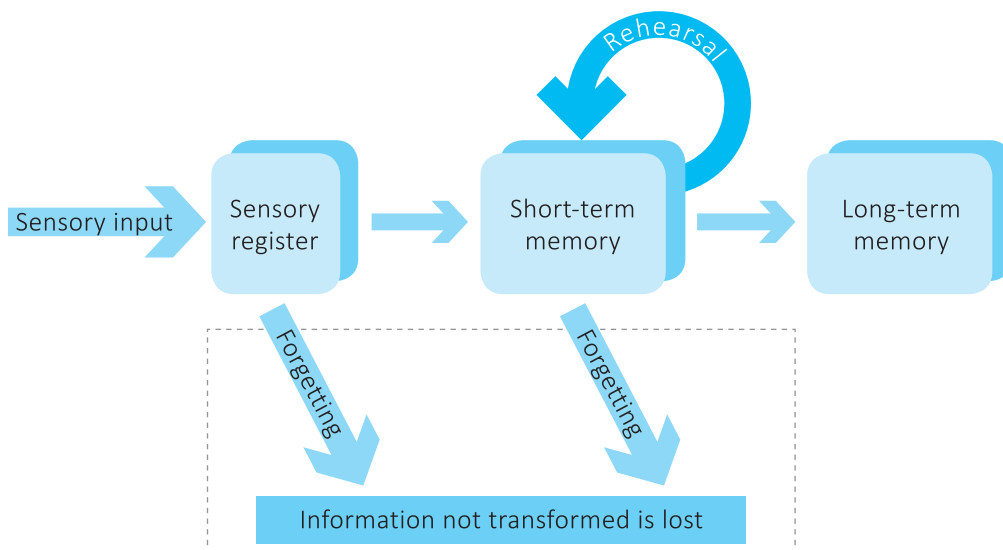 Rehearsal
Sensory input
Sensory
register
Short-term
memory
Long-term
memory
Forgetting
Forgetting
Information not transformed is lost